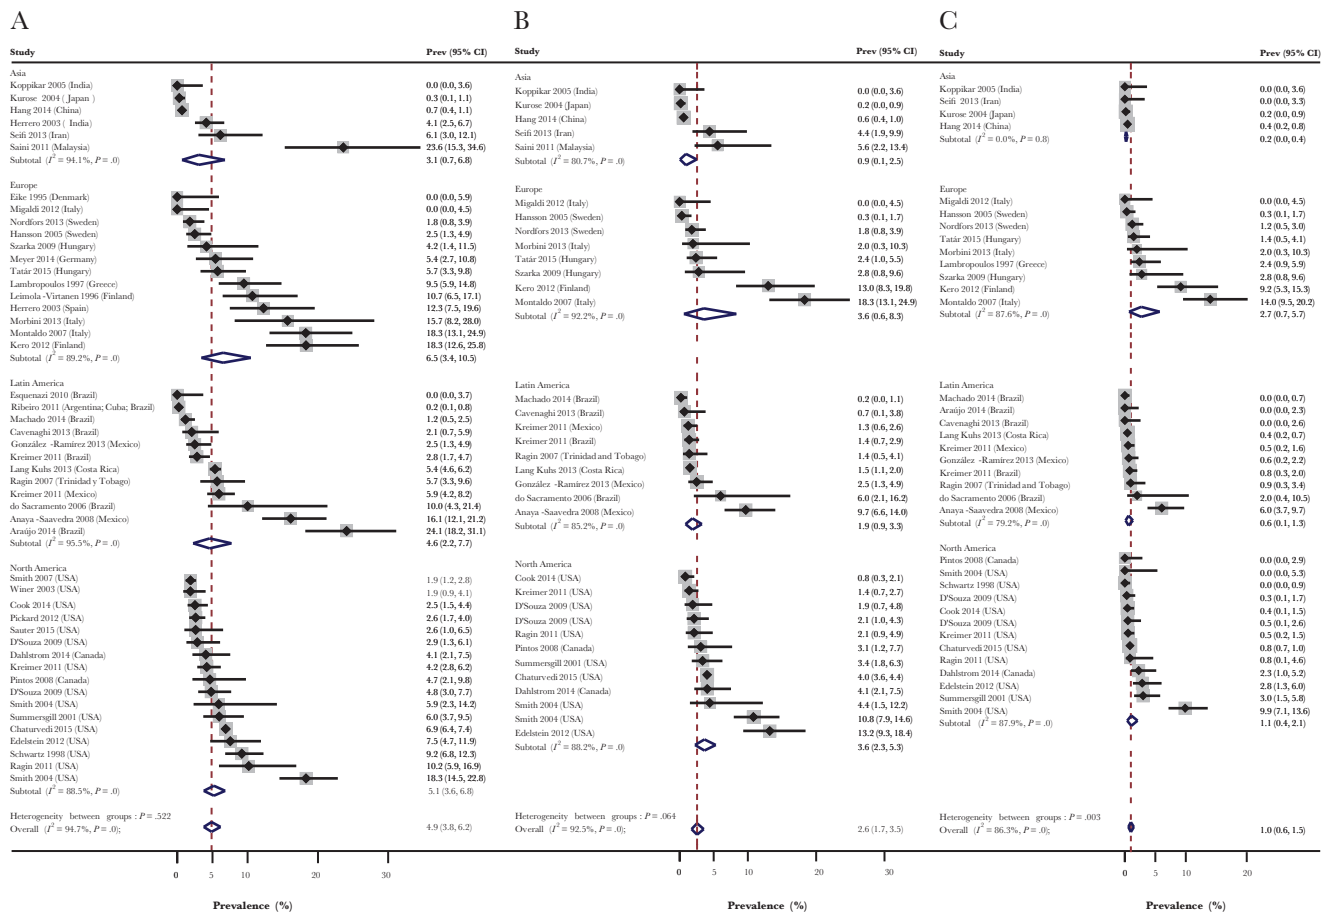 A
Study Prev (95% CI)
Asia
Koppikar 2005 (India) 0.0 (0.0, 3.6)
Kurose 2004 ( Japan ) 0.3 (0.1, 1.1)
Hang 2014 (China) 0.7 (0.4, 1.1)
Herrero 2003 ( India) 4.1 (2.5, 6.7)
Seifi 2013 (Iran) 6.1 (3.0, 12.1)
Saini 2011 (Malaysia) 23.6 (15.3, 34.6)
Subtotal (I² = 94.1%, P = .0) 3.1 (0.7, 6.8)
Europe
Eike 1995 (Denmark) 0.0 (0.0, 5.9)
Migaldi 2012 (Italy) 0.0 (0.0, 4.5)
Nordfors 2013 (Sweden) 1.8 (0.8, 3.9)
Hansson 2005 (Sweden) 2.5 (1.3, 4.9)
Szarka 2009 (Hungary) 4.2 (1.4, 11.5)
Meyer 2014 (Germany) 5.4 (2.7, 10.8)
Tatár 2015 (Hungary) 5.7 (3.3, 9.8)
Lambropoulos 1997 (Greece) 9.5 (5.9, 14.8)
Leimola -Virtanen 1996 (Finland) 10.7 (6.5, 17.1)
Herrero 2003 (Spain) 12.3 (7.5, 19.6)
Morbini 2013 (Italy) 15.7 (8.2, 28.0)
Montaldo 2007 (Italy) 18.3 (13.1, 24.9)
Kero 2012 (Finland) 18.3 (12.6, 25.8)
Subtotal (I² = 89.2%, P = .0) 6.5 (3.4, 10.5)
Latin America
Esquenazi 2010 (Brazil) 0.0 (0.0, 3.7)
Ribeiro 2011 (Argentina; Cuba; Brazil) 0.2 (0.1, 0.8)
Machado 2014 (Brazil) 1.2 (0.5, 2.5)
Cavenaghi 2013 (Brazil) 2.1 (0.7, 5.9)
González -Ramírez 2013 (Mexico) 2.5 (1.3, 4.9)
Kreimer 2011 (Brazil) 2.8 (1.7, 4.7)
Lang Kuhs 2013 (Costa Rica) 5.4 (4.6, 6.2)
Ragin 2007 (Trinidad y Tobago) 5.7 (3.3, 9.6)
Kreimer 2011 (Mexico) 5.9 (4.2, 8.2)
do Sacramento 2006 (Brazil) 10.0 (4.3, 21.4)
Anaya -Saavedra 2008 (Mexico) 16.1 (12.1, 21.2)
Araújo 2014 (Brazil) 24.1 (18.2, 31.1)
Subtotal (I² = 95.5%, P = .0) 4.6 (2.2, 7.7)
North America
Smith 2007 (USA) 1.9 (1.2, 2.8)
Winer 2003 (USA) 1.9 (0.9, 4.1)
Cook 2014 (USA) 2.5 (1.5, 4.4)
Pickard 2012 (USA) 2.6 (1.7, 4.0)
Sauter 2015 (USA) 2.6 (1.0, 6.5)
D'Souza 2009 (USA) 2.9 (1.3, 6.1)
Dahlstrom 2014 (Canada) 4.1 (2.1, 7.5)
Kreimer 2011 (USA) 4.2 (2.8, 6.2)
Pintos 2008 (Canada) 4.7 (2.1, 9.8)
D'Souza 2009 (USA) 4.8 (3.0, 7.7)
Smith 2004 (USA) 5.9 (2.3, 14.2)
Summersgill 2001 (USA) 6.0 (3.7, 9.5)
Chaturvedi 2015 (USA) 6.9 (6.4, 7.4)
Edelstein 2012 (USA) 7.5 (4.7, 11.9)
Schwartz 1998 (USA) 9.2 (6.8, 12.3)
Ragin 2011 (USA) 10.2 (5.9, 16.9)
Smith 2004 (USA) 18.3 (14.5, 22.8)
Subtotal (I² = 88.5%, P = .0) 5.1 (3.6, 6.8)
Heterogeneity between groups : P = .522
Overall (I² = 94.7%, P = .0); 4.9 (3.8, 6.2)
0 5 10 20 30
Prevalence (%)
B
Study Prev (95% CI)
Asia
Koppikar 2005 (India) 0.0 (0.0, 3.6)
Kurose 2004 (Japan) 0.2 (0.0, 0.9)
Hang 2014 (China) 0.6 (0.4, 1.0)
Seifi 2013 (Iran) 4.4 (1.9, 9.9)
Saini 2011 (Malaysia) 5.6 (2.2, 13.4)
Subtotal (I² = 80.7%, P = .0) 0.9 (0.1, 2.5)
Europe
Migaldi 2012 (Italy) 0.0 (0.0, 4.5)
Hansson 2005 (Sweden) 0.3 (0.1, 1.7)
Nordfors 2013 (Sweden) 1.8 (0.8, 3.9)
Morbini 2013 (Italy) 2.0 (0.3, 10.3)
Tatár 2015 (Hungary) 2.4 (1.0, 5.5)
Szarka 2009 (Hungary) 2.8 (0.8, 9.6)
Kero 2012 (Finland) 13.0 (8.3, 19.8)
Montaldo 2007 (Italy) 18.3 (13.1, 24.9)
Subtotal (I² = 92.2%, P = .0) 3.6 (0.6, 8.3)
Latin America
Machado 2014 (Brazil) 0.2 (0.0, 1.1)
Cavenaghi 2013 (Brazil) 0.7 (0.1, 3.8)
Kreimer 2011 (Mexico) 1.3 (0.6, 2.6)
Kreimer 2011 (Brazil) 1.4 (0.7, 2.9)
Ragin 2007 (Trinidad and Tobago) 1.4 (0.5, 4.1)
Lang Kuhs 2013 (Costa Rica) 1.5 (1.1, 2.0)
González -Ramírez 2013 (Mexico) 2.5 (1.3, 4.9)
do Sacramento 2006 (Brazil) 6.0 (2.1, 16.2)
Anaya -Saavedra 2008 (Mexico) 9.7 (6.6, 14.0)
Subtotal (I² = 85.2%, P = .0) 1.9 (0.9, 3.3)
North America
Cook 2014 (USA) 0.8 (0.3, 2.1)
Kreimer 2011 (USA) 1.4 (0.7, 2.7)
D'Souza 2009 (USA) 1.9 (0.7, 4.8)
D'Souza 2009 (USA) 2.1 (1.0, 4.3)
Ragin 2011 (USA) 2.1 (0.9, 4.9)
Pintos 2008 (Canada) 3.1 (1.2, 7.7)
Summersgill 2001 (USA) 3.4 (1.8, 6.3)
Chaturvedi 2015 (USA) 4.0 (3.6, 4.4)
Dahlstrom 2014 (Canada) 4.1 (2.1, 7.5)
Smith 2004 (USA) 4.4 (1.5, 12.2)
Smith 2004 (USA) 10.8 (7.9, 14.6)
Edelstein 2012 (USA) 13.2 (9.3, 18.4)
Subtotal (I² = 88.2%, P = .0) 3.6 (2.3, 5.3)
Heterogeneity between groups : P = .064
Overall (I² = 92.5%, P = .0); 2.6 (1.7, 3.5)
0 5 10 20 30
Prevalence (%)
C
Study Prev (95% CI)
Asia
Koppikar 2005 (India) 0.0 (0.0, 3.6)
Seifi 2013 (Iran) 0.0 (0.0, 3.3)
Kurose 2004 (Japan) 0.2 (0.0, 0.9)
Hang 2014 (China) 0.4 (0.2, 0.8)
Subtotal (I² = 0.0%, P = 0.8) 0.2 (0.0, 0.4)
Europe
Migaldi 2012 (Italy) 0.0 (0.0, 4.5)
Hansson 2005 (Sweden) 0.3 (0.1, 1.7)
Nordfors 2013 (Sweden) 1.2 (0.5, 3.0)
Tatár 2015 (Hungary) 1.4 (0.5, 4.1)
Morbini 2013 (Italy) 2.0 (0.3, 10.3)
Lambropoulos 1997 (Greece) 2.4 (0.9, 5.9)
Szarka 2009 (Hungary) 2.8 (0.8, 9.6)
Kero 2012 (Finland) 9.2 (5.3, 15.3)
Montaldo 2007 (Italy) 14.0 (9.5, 20.2)
Subtotal (I² = 87.6%, P = .0) 2.7 (0.7, 5.7)
Latin America
Machado 2014 (Brazil) 0.0 (0.0, 0.7)
Araújo 2014 (Brazil) 0.0 (0.0, 2.3)
Cavenaghi 2013 (Brazil) 0.0 (0.0, 2.6)
Lang Kuhs 2013 (Costa Rica) 0.4 (0.2, 0.7)
Kreimer 2011 (Mexico) 0.5 (0.2, 1.6)
González -Ramírez 2013 (Mexico) 0.6 (0.2, 2.2)
Kreimer 2011 (Brazil) 0.8 (0.3, 2.0)
Ragin 2007 (Trinidad and Tobago) 0.9 (0.3, 3.4)
do Sacramento 2006 (Brazil) 2.0 (0.4, 10.5)
Anaya -Saavedra 2008 (Mexico) 6.0 (3.7, 9.7)
Subtotal (I² = 79.2%, P = .0) 0.6 (0.1, 1.3)
North America
Pintos 2008 (Canada) 0.0 (0.0, 2.9)
Smith 2004 (USA) 0.0 (0.0, 5.3)
Schwartz 1998 (USA) 0.0 (0.0, 0.9)
D'Souza 2009 (USA) 0.3 (0.1, 1.7)
Cook 2014 (USA) 0.4 (0.1, 1.5)
D'Souza 2009 (USA) 0.5 (0.1, 2.6)
Kreimer 2011 (USA) 0.5 (0.2, 1.5)
Chaturvedi 2015 (USA) 0.8 (0.7, 1.0)
Ragin 2011 (USA) 0.8 (0.1, 4.6)
Dahlstrom 2014 (Canada) 2.3 (1.0, 5.2)
Edelstein 2012 (USA) 2.8 (1.3, 6.0)
Summersgill 2001 (USA) 3.0 (1.5, 5.8)
Smith 2004 (USA) 9.9 (7.1, 13.6)
Subtotal (I² = 87.9%, P = .0) 1.1 (0.4, 2.1)
Heterogeneity between groups : P = .003
Overall (I² = 86.3%, P = .0); 1.0 (0.6, 1.5)
0 5 10 20
Prevalence (%)